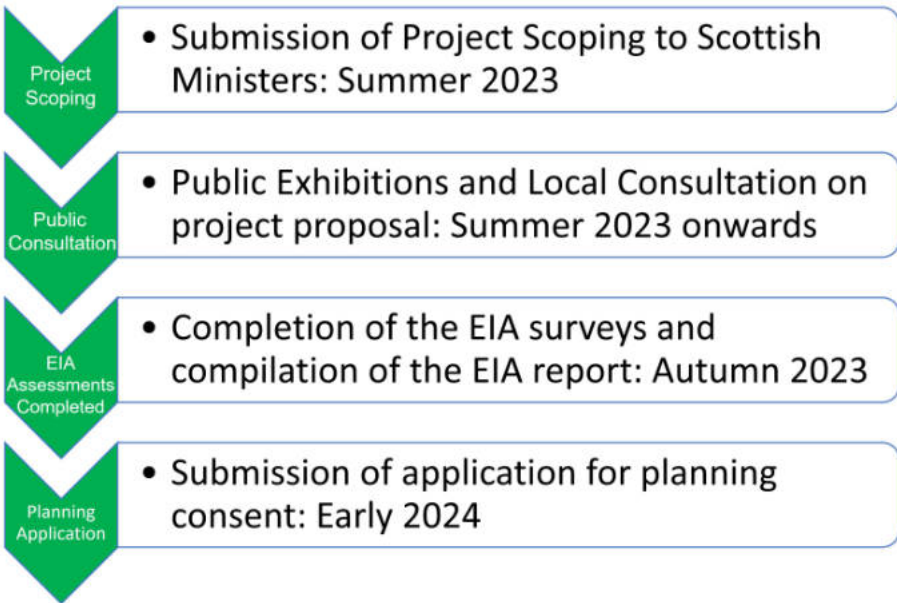 Project
Scoping
• Submission of Project Scoping to Scottish
Ministers: Summer 2023
Public
Consultation
• Public Exhibitions and Local Consultation on
project proposal: Summer 2023 onwards
EIA
Assessments
Completed
• Completion of the EIA surveys and
compilation of the EIA report: Autumn 2023
Planning
Application
• Submission of application for planning
consent: Early 2024